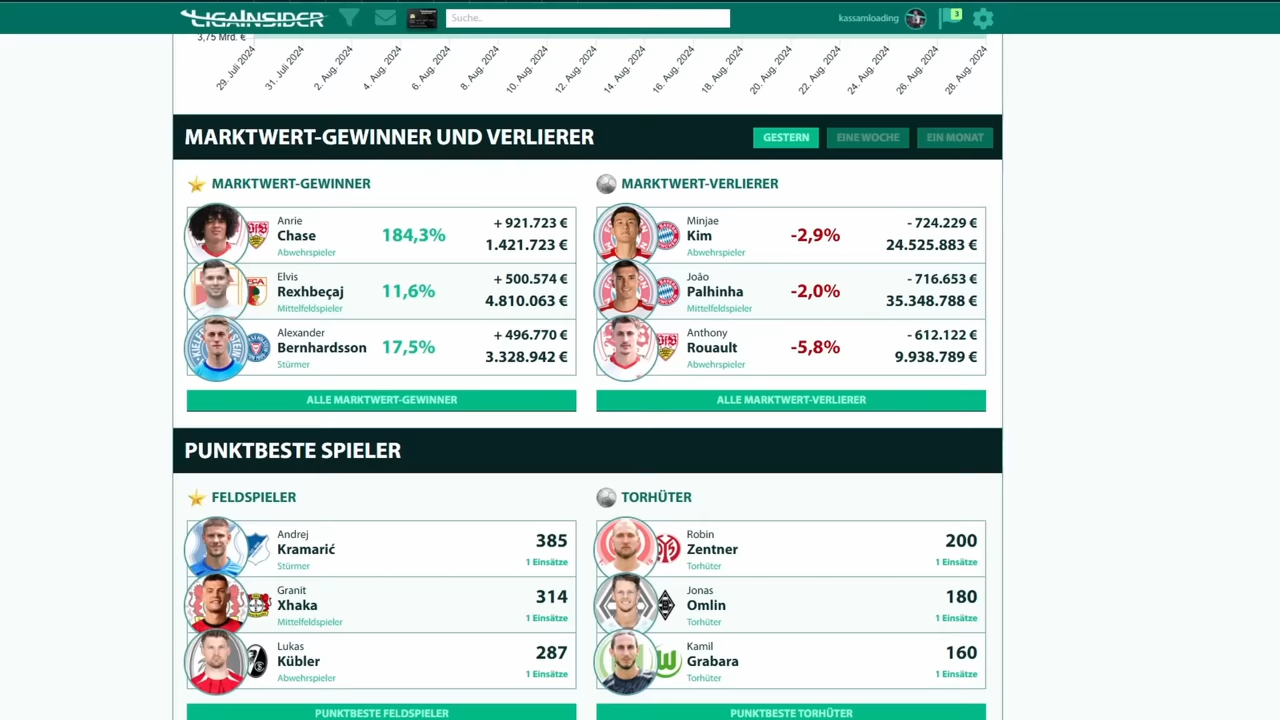 LIGAINSIDER
Suche..
kassamloading
3
3,75 Mrd. €
29. Juli 2024
31. Juli 2024
2. Aug. 2024
4. Aug. 2024
6. Aug. 2024
8. Aug. 2024
10. Aug. 2024
12. Aug. 2024
14. Aug. 2024
16. Aug. 2024
18. Aug. 2024
20. Aug. 2024
22. Aug. 2024
24. Aug. 2024
26. Aug. 2024
28. Aug. 2024
MARKTWERT-GEWINNER UND VERLIERER
GESTERN
EINE WOCHE
EIN MONAT
MARKTWERT-GEWINNER
Anrie
Chase
Abwehrspieler
184,3%
+ 921.723 €
1.421.723 €
Elvis
Rexhbeçaj
Mittelfeldspieler
11,6%
+ 500.574 €
4.810.063 €
Alexander
Bernhardsson
Stürmer
17,5%
+ 496.770 €
3.328.942 €
ALLE MARKTWERT-GEWINNER
MARKTWERT-VERLIERER
Minjae
Kim
Abwehrspieler
-2,9%
- 724.229 €
24.525.883 €
João
Palhinha
Mittelfeldspieler
-2,0%
- 716.653 €
35.348.788 €
Anthony
Rouault
Abwehrspieler
-5,8%
- 612.122 €
9.938.789 €
ALLE MARKTWERT-VERLIERER
PUNKTBESTE SPIELER
FELDSPIELER
Andrej
Kramarić
Stürmer
385
1 Einsätze
Granit
Xhaka
Mittelfeldspieler
314
1 Einsätze
Lukas
Kübler
Abwehrspieler
287
1 Einsätze
PUNKTBESTE FELDSPIELER
TORHÜTER
Robin
Zentner
Torhüter
200
1 Einsätze
Jonas
Omlin
Torhüter
180
1 Einsätze
Kamil
Grabara
Torhüter
160
1 Einsätze
PUNKTBESTE TORHÜTER